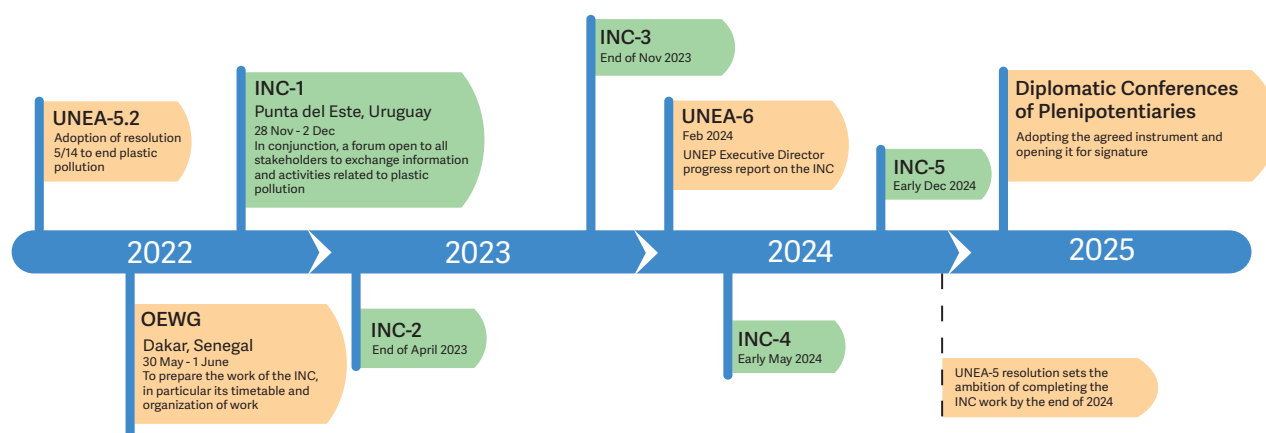 UNEA-5.2
Adoption of resolution
5/14 to end plastic
pollution
INC-1
Punta del Este, Uruguay
28 Nov - 2 Dec
In conjunction, a forum open to all
stakeholders to exchange information
and activities related to plastic
pollution
INC-3
End of Nov 2023
UNEA-6
Feb 2024
UNEP Executive Director
progress report on the INC
INC-5
Early Dec 2024
Diplomatic Conferences
of Plenipotentiaries
Adopting the agreed instrument and
opening it for signature
2022
2023
2024
2025
OEWG
Dakar, Senegal
30 May - 1 June
To prepare the work of the INC,
in particular its timetable and
organization of work
INC-2
End of April 2023
INC-4
Early May 2024
UNEA-5 resolution sets the
ambition of completing the
INC work by the end of 2024